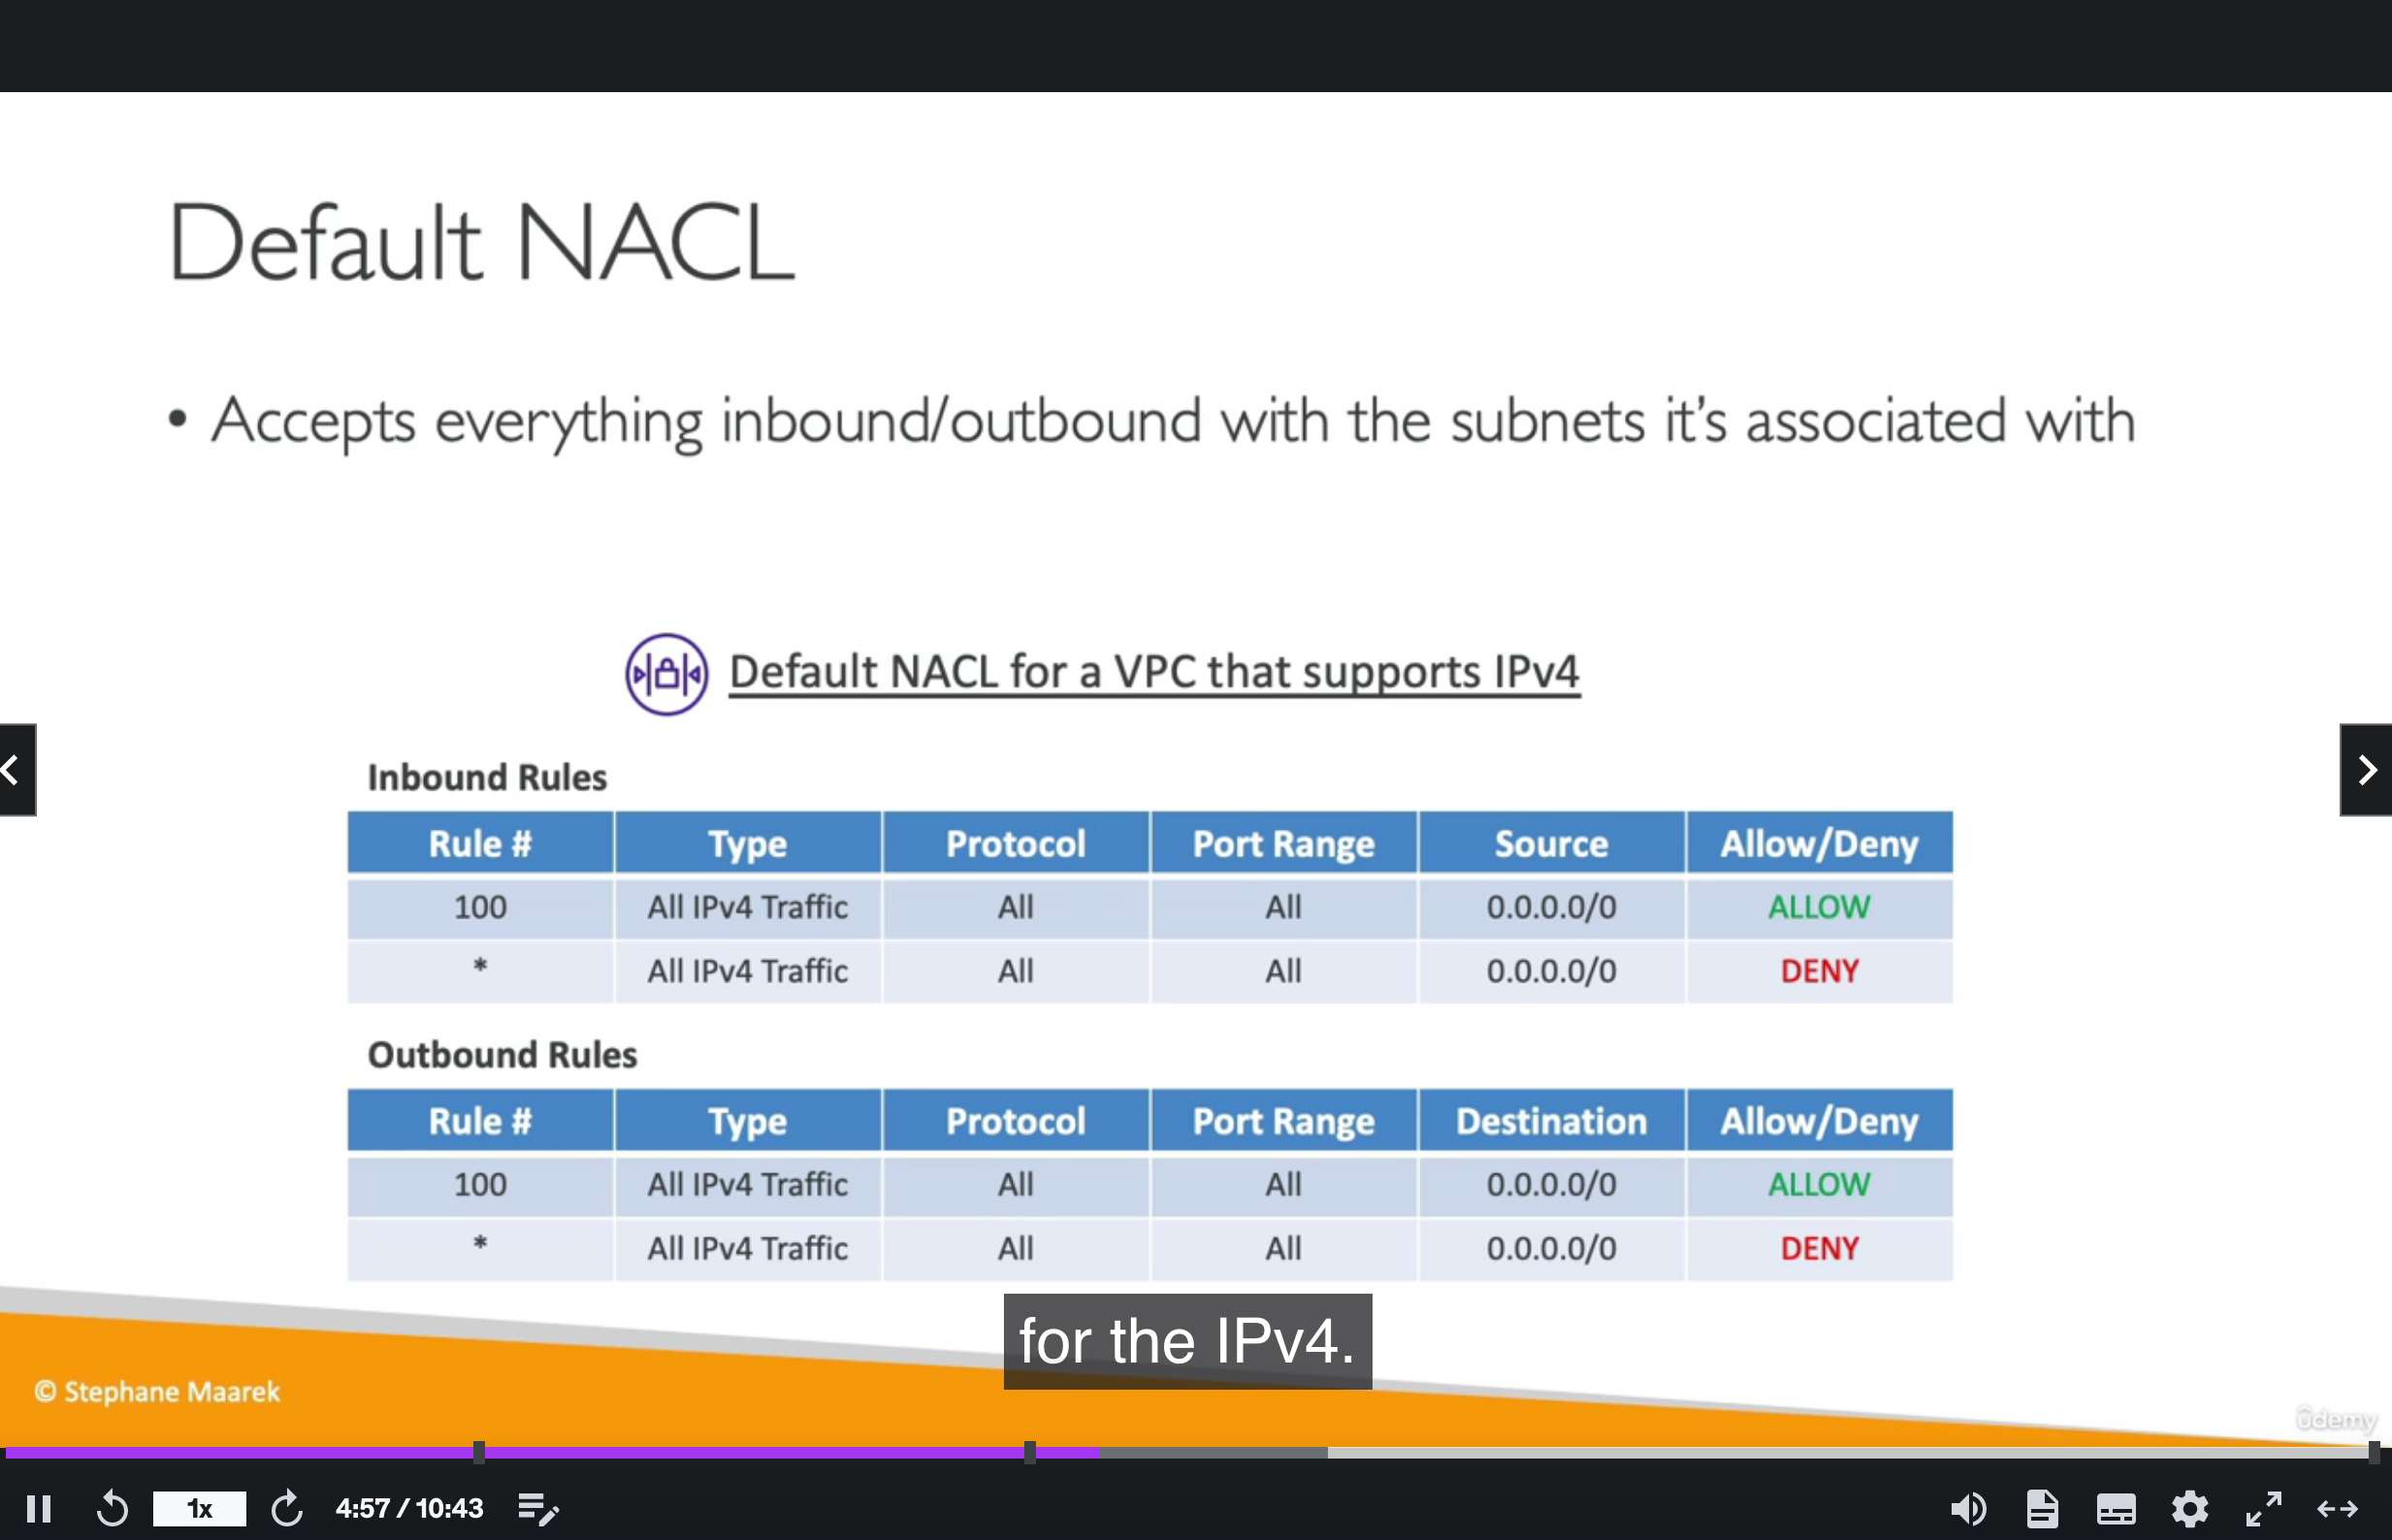 Default NACL
• Accepts everything inbound/outbound with the subnets it's associated with
Default NACL for a VPC that supports IPv4
Inbound Rules
Rule # Type Protocol Port Range Source Allow/Deny
100 All IPv4 Traffic All All 0.0.0.0/0 ALLOW
* All IPv4 Traffic All All 0.0.0.0/0 DENY
Outbound Rules
Rule # Type Protocol Port Range Destination Allow/Deny
100 All IPv4 Traffic All All 0.0.0.0/0 ALLOW
* All IPv4 Traffic All All 0.0.0.0/0 DENY
for the IPv4.
© Stephane Maarek
ûdemy
1x 4:57 / 10:43